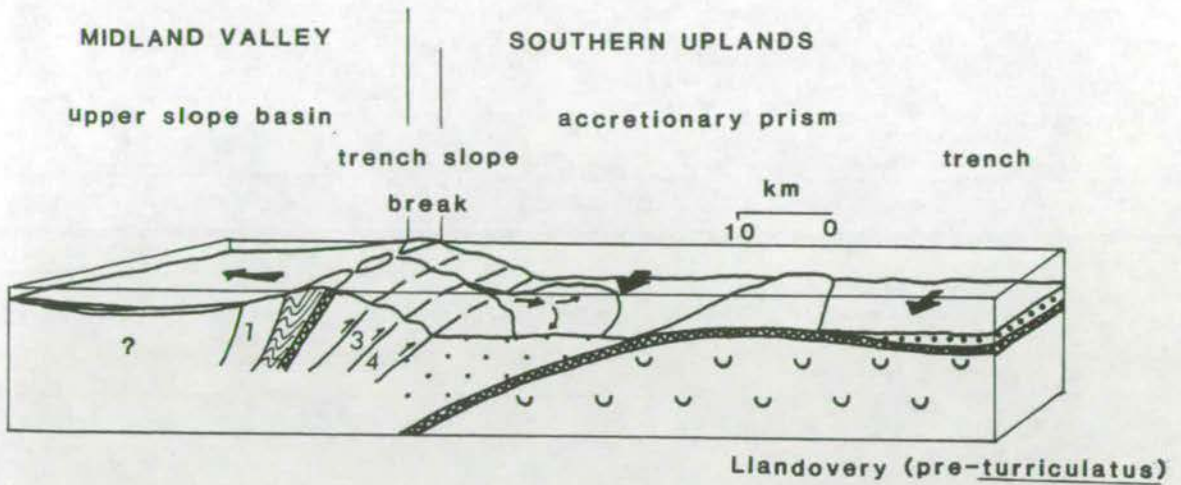 MIDLAND VALLEY
SOUTHERN UPLANDS
upper slope basin
accretionary prism
trench slope
break
trench
km
10 0
?
1
3
4
Llandovery (pre-turriculatus)